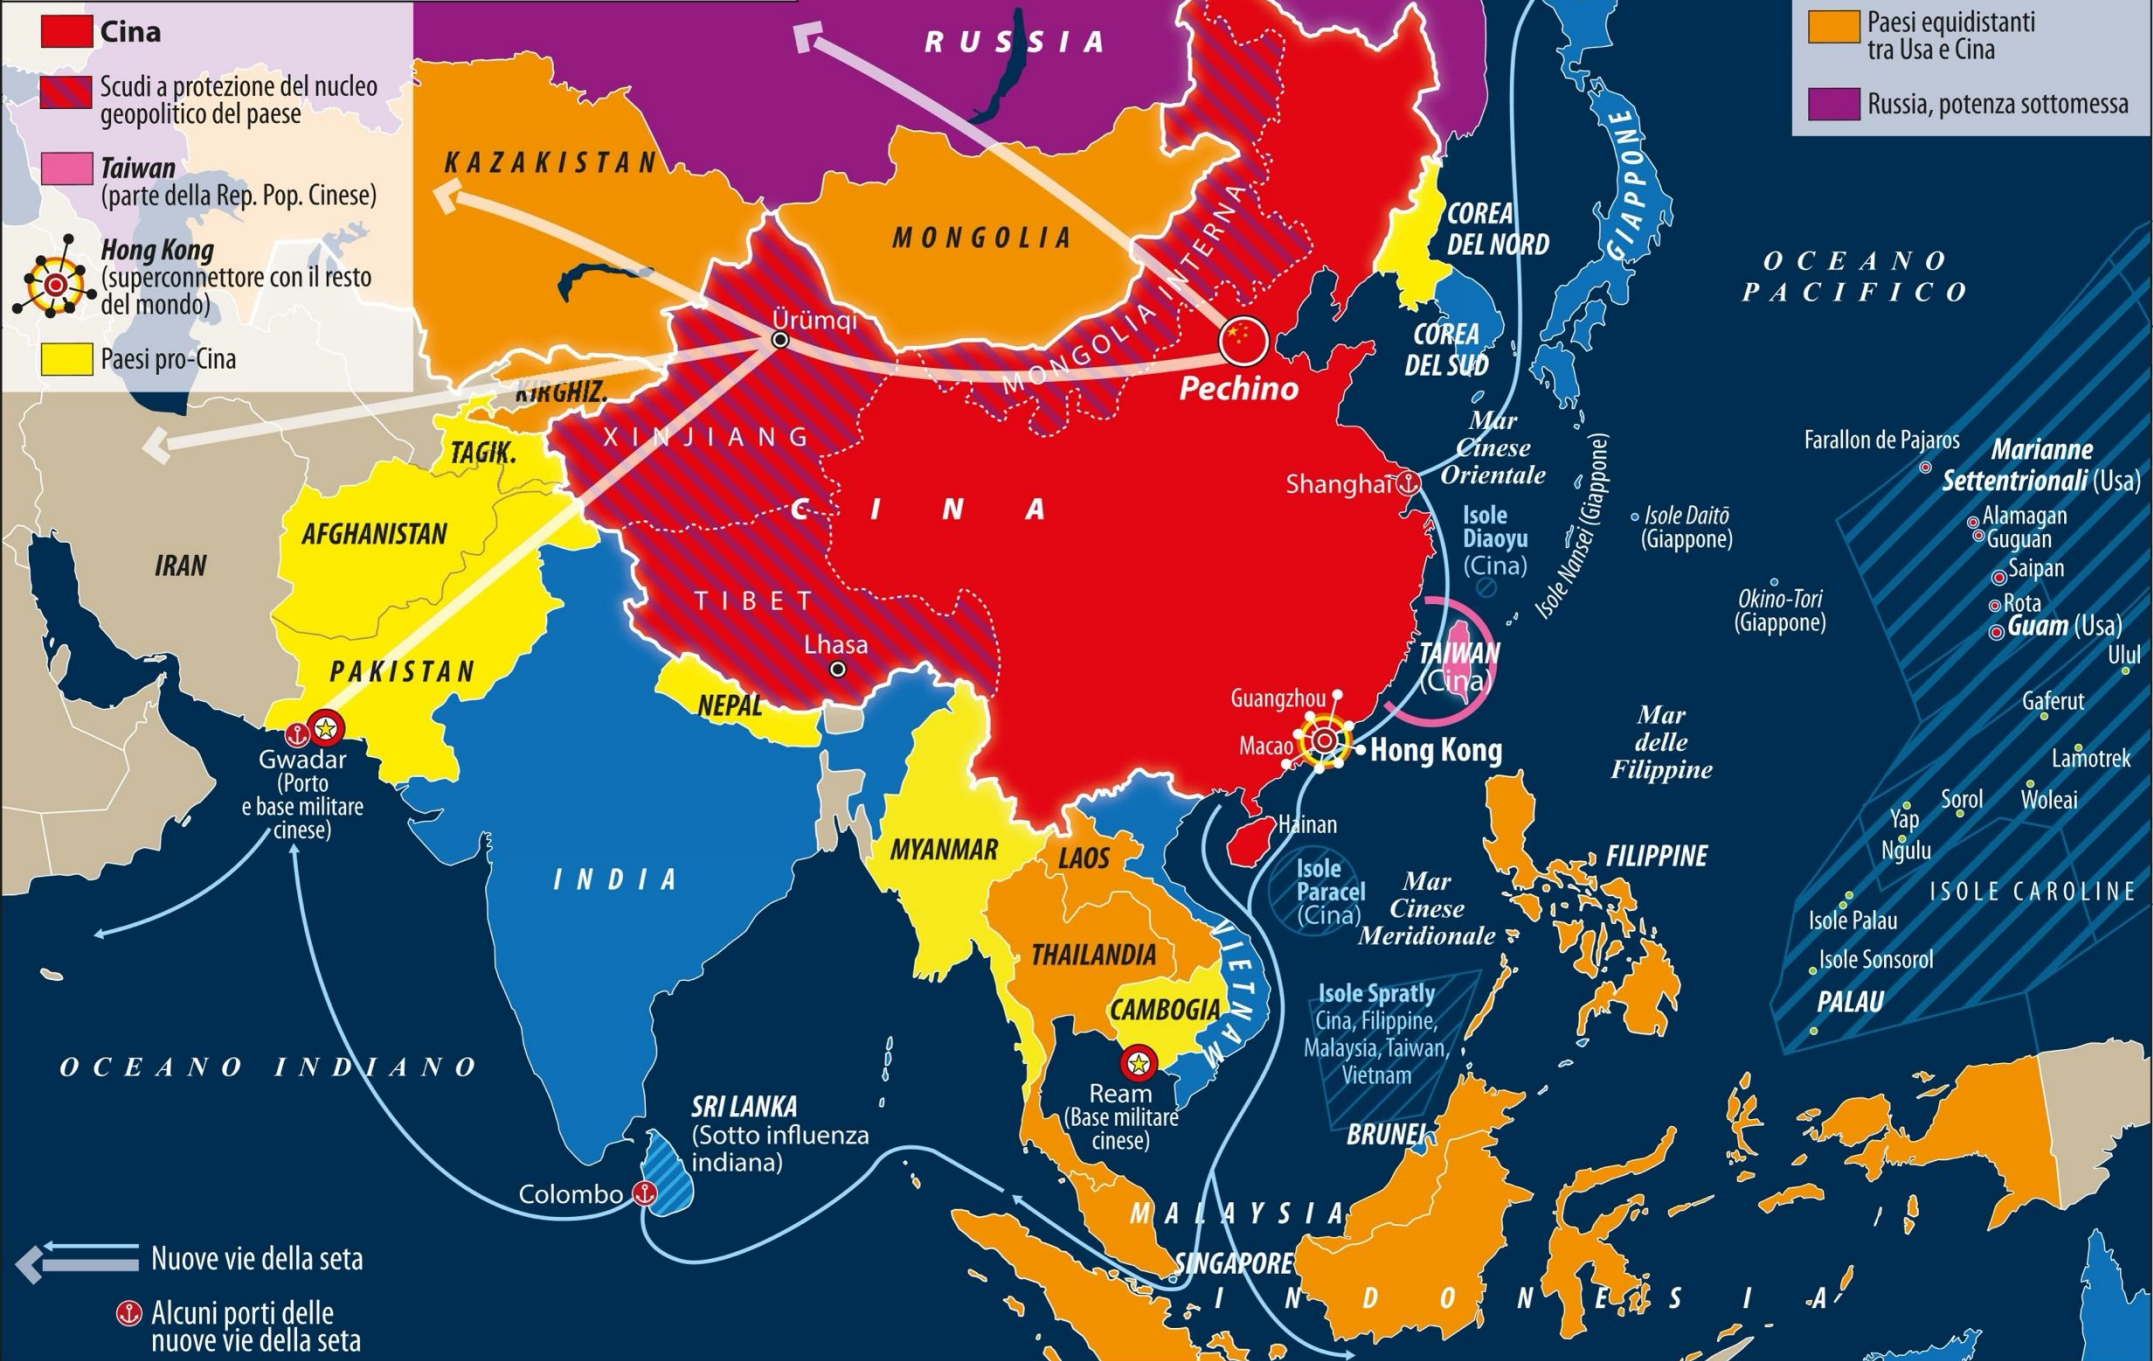 Cina
Scudi a protezione del nucleo
geopolitico del paese
Taiwan
(parte della Rep. Pop. Cinese)
Hong Kong
(superconnettore con il resto
del mondo)
Paesi pro-Cina
Paesi equidistanti
tra Usa e Cina
Russia, potenza sottomessa
RUSSIA
KAZAKISTAN
MONGOLIA
COREA
DEL NORD
GIAPPONE
OCEANO
PACIFICO
Ürümqi
MONGOLIA INTERNA
COREA
DEL SUD
Pechino
KIRGHIZ.
XINJIANG
TAGIK.
Mar
Cinese
Orientale
Shanghai
CINA
AFGHANISTAN
IRAN
Isole
Diaoyu
(Cina)
Isole Nansei (Giappone)
Isole Daitō
(Giappone)
Okino-Tori
(Giappone)
Farallon de Pajaros
Marianne
Settentrionali (Usa)
Alamagan
Guguan
Saipan
Rota
Guam (Usa)
Ulul
TIBET
Lhasa
PAKISTAN
NEPAL
TAIWAN
(Cina)
Guangzhou
Macao
Hong Kong
Gwadar
(Porto
e base militare
cinese)
Mar
delle
Filippine
Gaferut
Lamotrek
Woleai
Sorol
Yap
Ngulu
ISOLE CAROLINE
Isole Palau
Isole Sonsorol
PALAU
INDIA
MYANMAR
LAOS
Hainan
Isole
Paracel
(Cina)
Mar
Cinese
Meridionale
FILIPPINE
THAILANDIA
VIETNAM
CAMBOGIA
Isole Spratly
Cina, Filippine,
Malaysia, Taiwan,
Vietnam
Ream
(Base militare
cinese)
OCEANO INDIANO
SRI LANKA
(Sotto influenza
indiana)
Colombo
BRUNEI
MALAYSIA
SINGAPORE
INDONESIA
Nuove vie della seta
Alcuni porti delle
nuove vie della seta